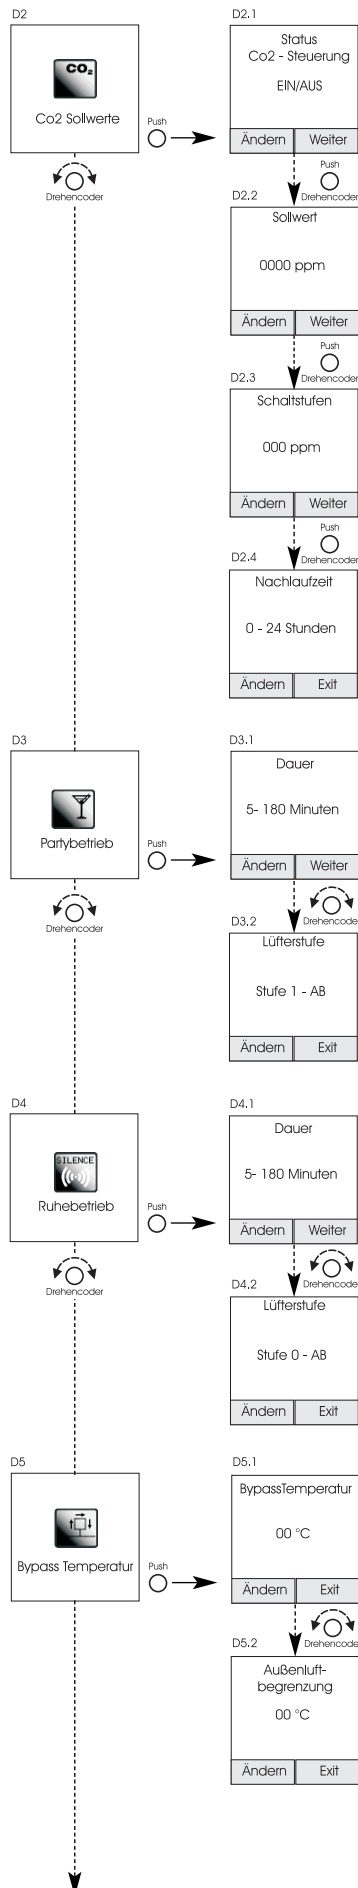 D2
CO₂
Co2 Sollwerte
Push
Drehencoder
D2.1
Status
Co2 - Steuerung
EIN/AUS
Ändern Weiter
Push
Drehencoder
D2.2
Sollwert
0000 ppm
Ändern Weiter
Push
Drehencoder
D2.3
Schaltstufen
000 ppm
Ändern Weiter
Push
Drehencoder
D2.4
Nachlaufzeit
0 - 24 Stunden
Ändern Exit
D3
Partybetrieb
Push
Drehencoder
D3.1
Dauer
5- 180 Minuten
Ändern Weiter
Drehencode
D3.2
Lüfterstufe
Stufe 1 - AB
Ändern Exit
D4
SILENCE
Ruhebetrieb
Push
Drehencoder
D4.1
Dauer
5- 180 Minuten
Ändern Weiter
Drehencode
D4.2
Lüfterstufe
Stufe 0 - AB
Ändern Exit
D5
Bypass Temperatur
Push
D5.1
BypassTemperatur
00 °C
Ändern Exit
Drehencoder
D5.2
Außenluft-
begrenzung
00 °C
Ändern Exit